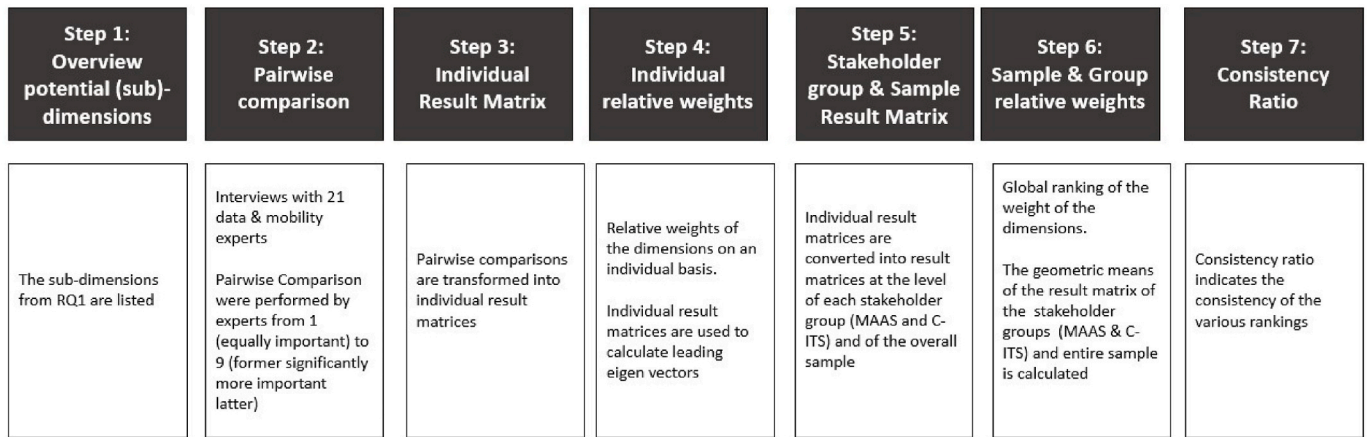 Step 1:
Overview
potential (sub)-
dimensions
Step 2:
Pairwise
comparison
Step 3:
Individual
Result Matrix
Step 4:
Individual
relative weights
Step 5:
Stakeholder
group & Sample
Result Matrix
Step 6:
Sample & Group
relative weights
Step 7:
Consistency
Ratio
The sub-dimensions
from RQ1 are listed
Interviews with 21
data & mobility
experts
Pairwise Comparison
were performed by
experts from 1
(equally important) to
9 (former significantly
more important
latter)
Pairwise comparisons
are transformed into
individual result
matrices
Relative weights of
the dimensions on an
individual basis.
Individual result
matrices are used to
calculate leading
eigen vectors
Individual result
matrices are
converted into result
matrices at the level
of each stakeholder
group (MAAS and C-
ITS) and of the overall
sample
Global ranking of the
weight of the
dimensions.
The geometric means
of the result matrix of
the stakeholder
groups (MAAS & C-
ITS) and entire sample
is calculated
Consistency ratio
indicates the
consistency of the
various rankings